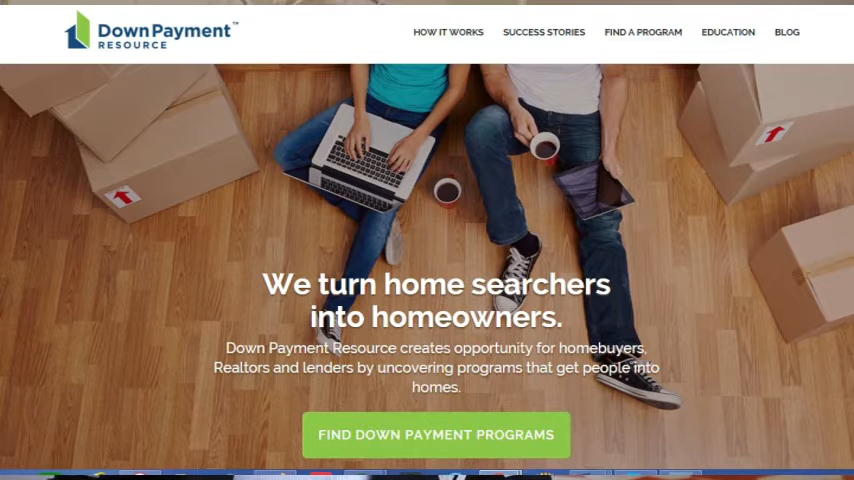 Down Payment™
RESOURCE
HOW IT WORKS SUCCESS STORIES FIND A PROGRAM EDUCATION BLOG
We turn home searchers
into homeowners.
Down Payment Resource creates opportunity for homebuyers,
Realtors and lenders by uncovering programs that get people into
homes.
FIND DOWN PAYMENT PROGRAMS